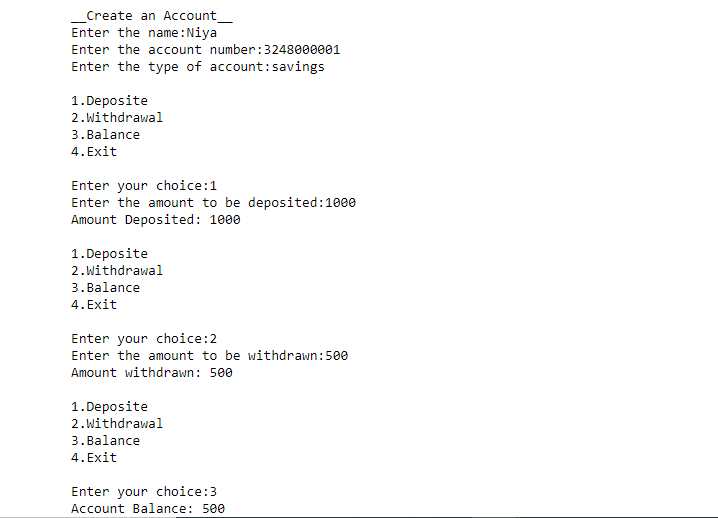 __Create an Account__
Enter the name:Niya
Enter the account number:3248000001
Enter the type of account:savings
1.Deposite
2.Withdrawal
3.Balance
4.Exit
Enter your choice:1
Enter the amount to be deposited:1000
Amount Deposited: 1000
1.Deposite
2.Withdrawal
3.Balance
4.Exit
Enter your choice:2
Enter the amount to be withdrawn:500
Amount withdrawn: 500
1.Deposite
2.Withdrawal
3.Balance
4.Exit
Enter your choice:3
Account Balance: 500